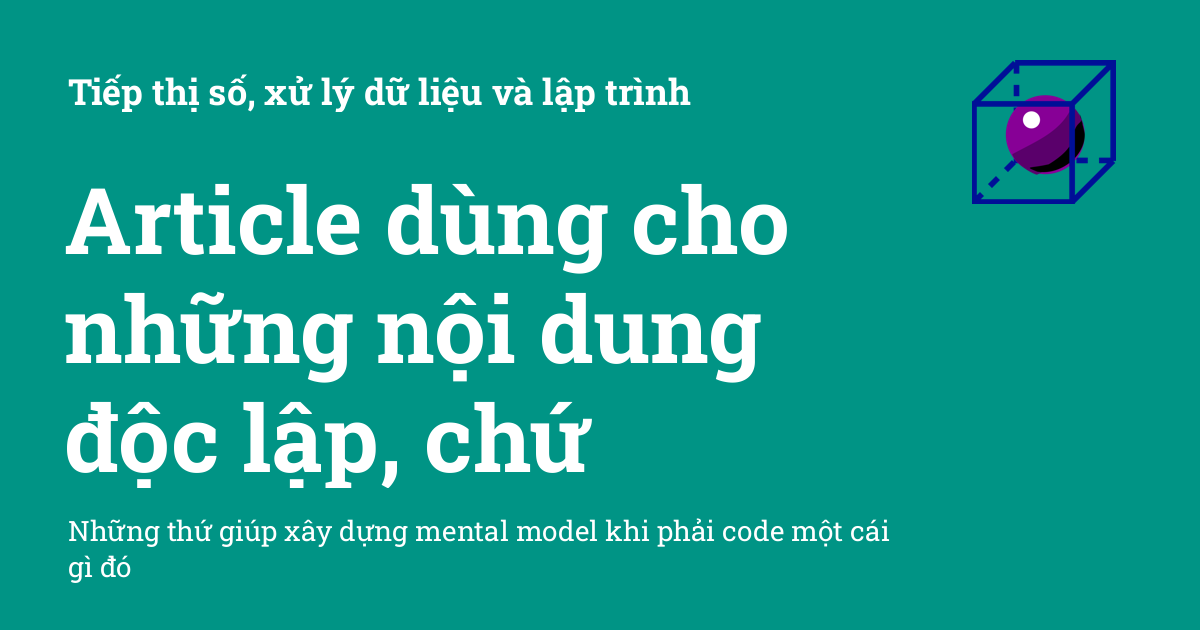 Tiếp thị số, xử lý dữ liệu và lập trình
Article dùng cho
những nội dung
độc lập, chứ
Những thứ giúp xây dựng mental model khi phải code một cái
gì đó